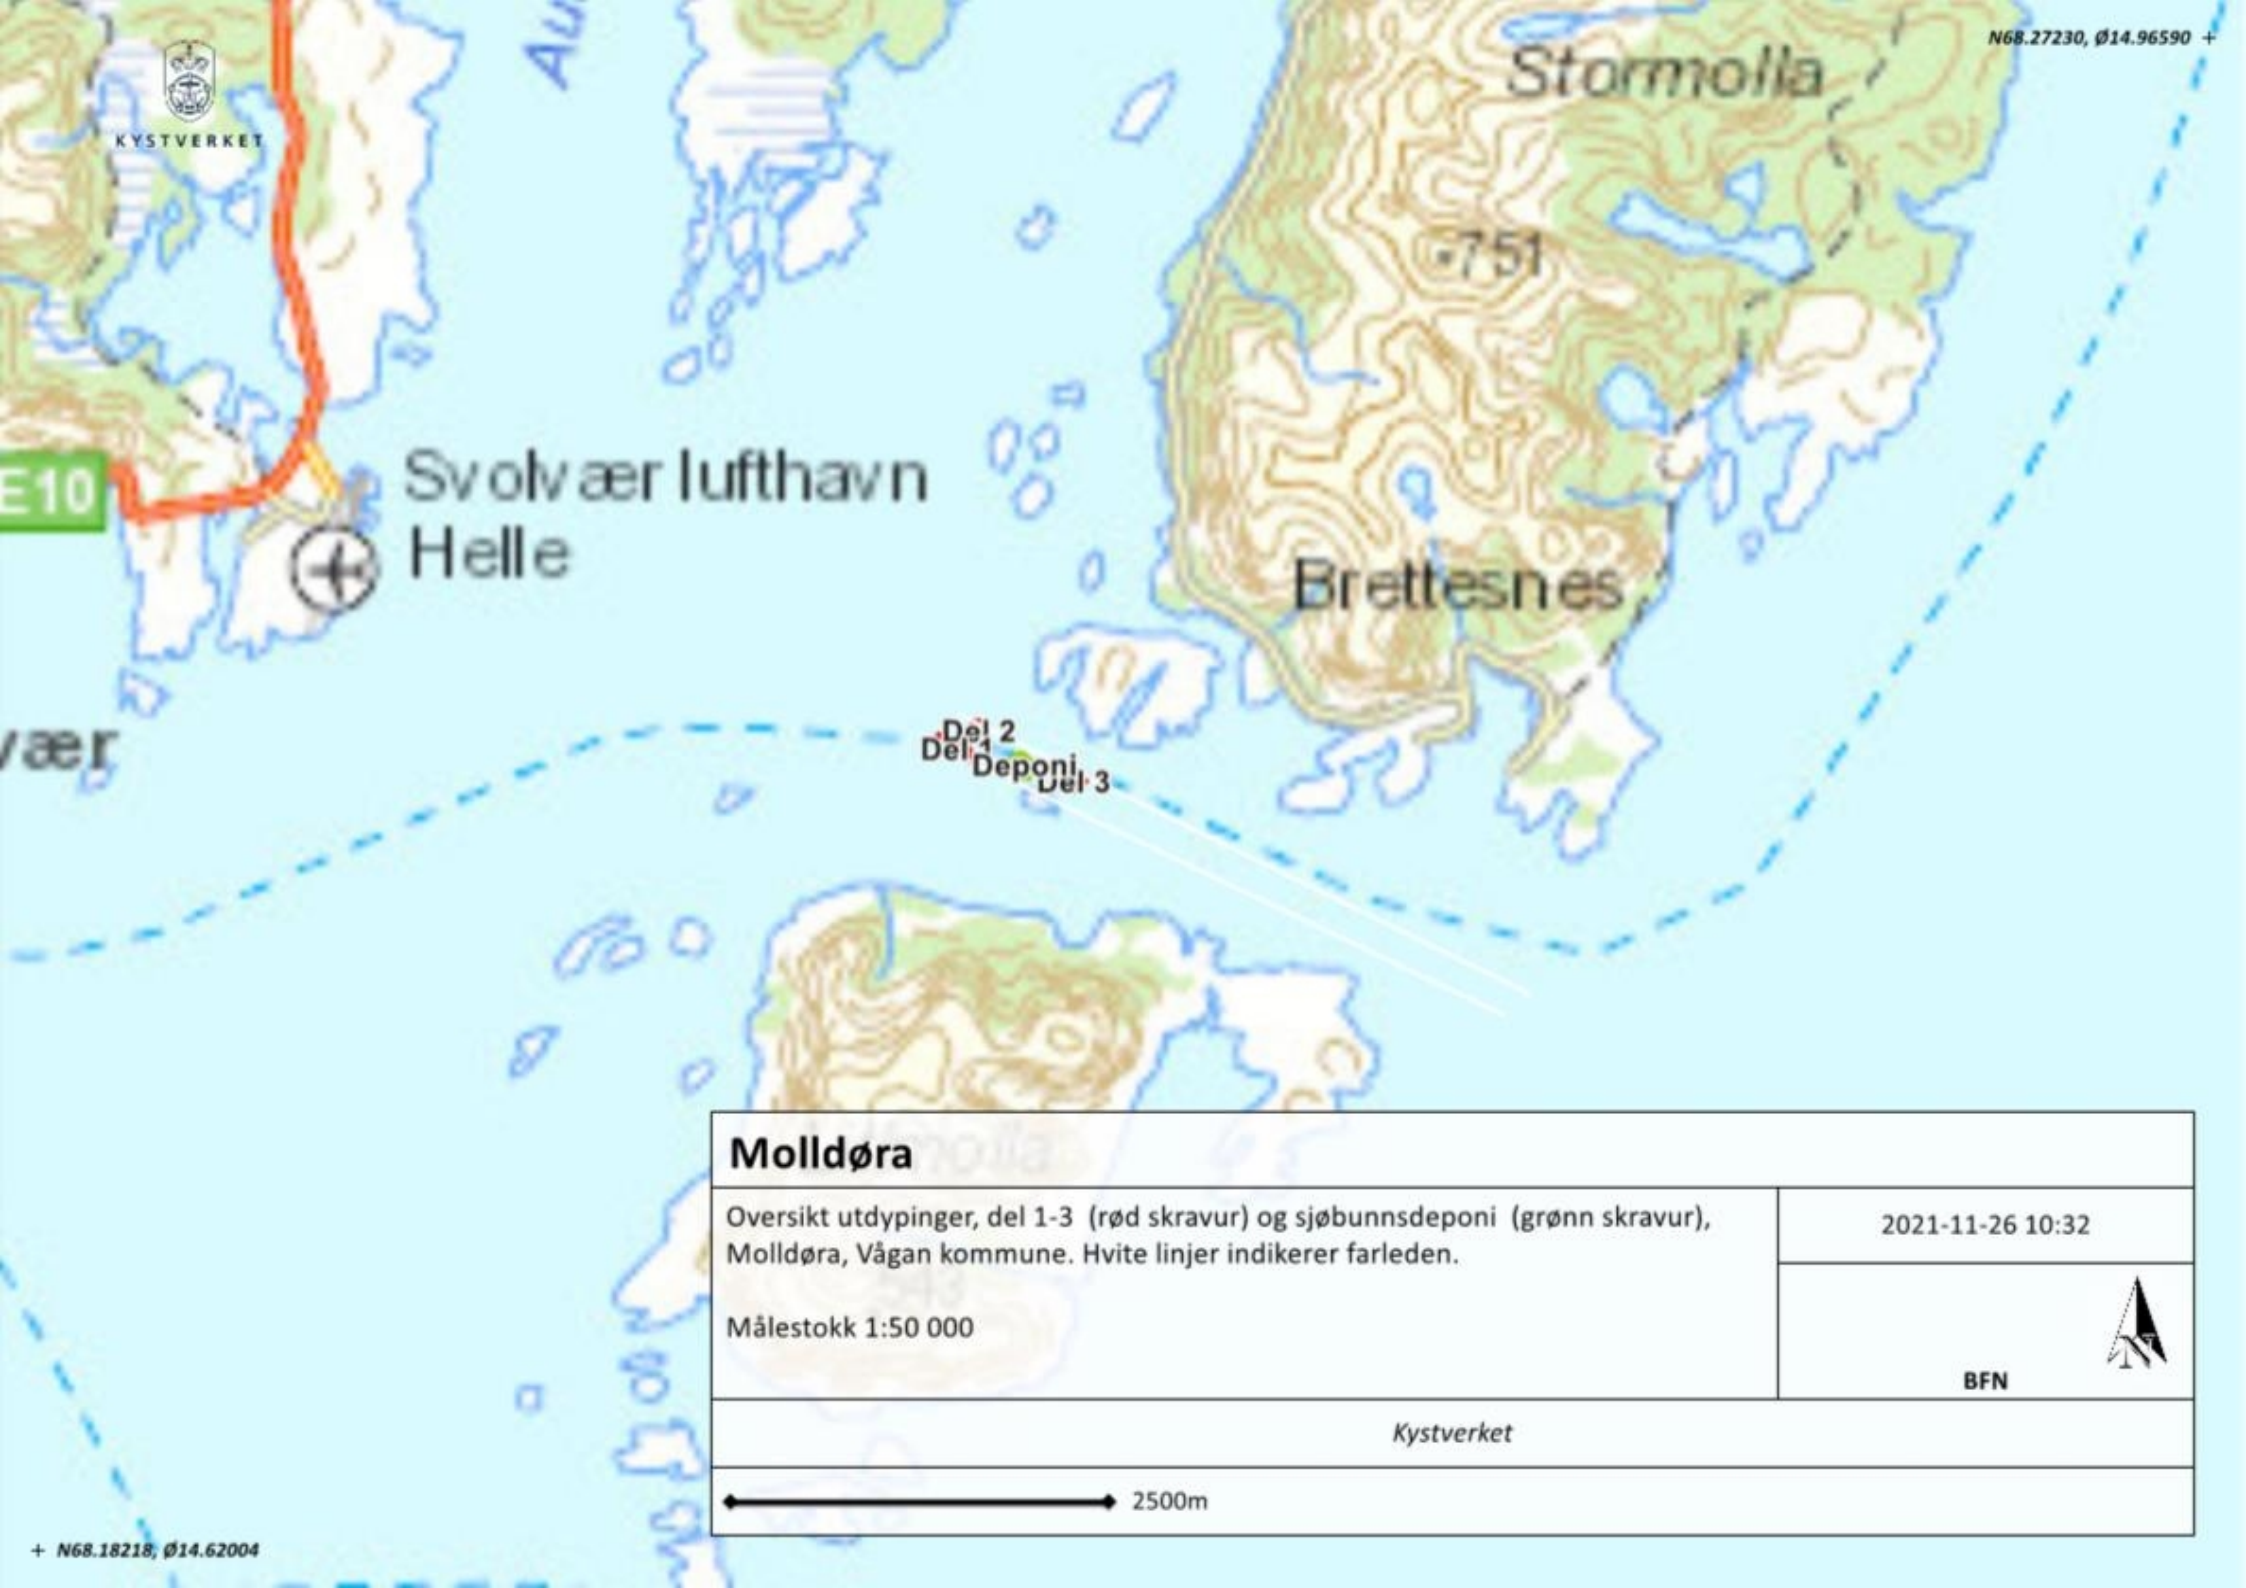 N68.27230, Ø14.96590 +
KYSTVERKET
Stormolla
751
E10
Svolvær lufthavn
Helle
Brettesnes
vær
Del 2
Del 1
Deponi
Del 3
Molldøra
Oversikt utdypinger, del 1-3 (rød skravur) og sjøbunnsdeponi (grønn skravur),
Molldøra, Vågan kommune. Hvite linjer indikerer farleden.
Målestokk 1:50 000
2021-11-26 10:32
N
BFN
Kystverket
2500m
+ N68.18218, Ø14.62004